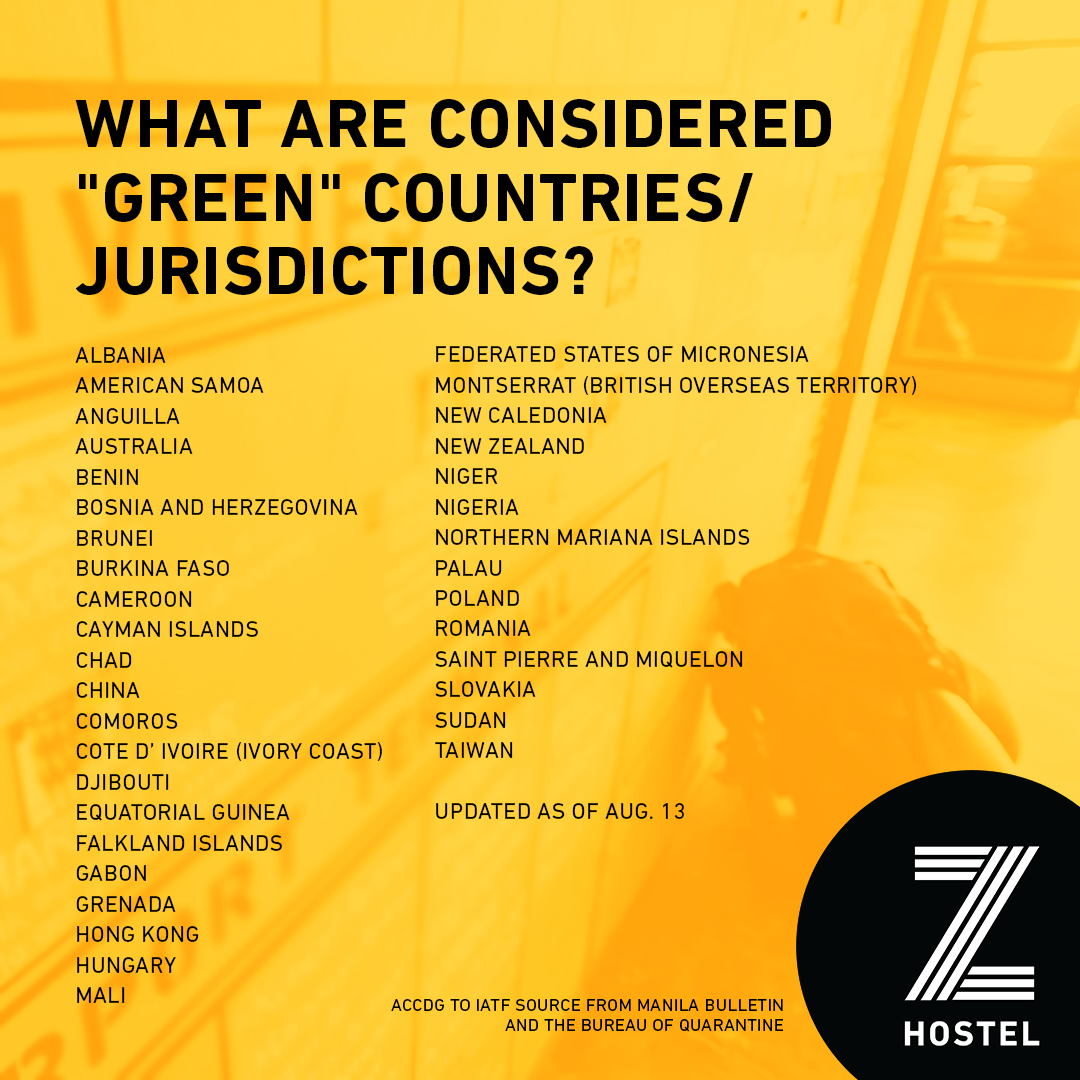 WHAT ARE CONSIDERED
"GREEN" COUNTRIES/
JURISDICTIONS?
ALBANIA
AMERICAN SAMOA
ANGUILLA
AUSTRALIA
BENIN
BOSNIA AND HERZEGOVINA
BRUNEI
BURKINA FASO
CAMEROON
CAYMAN ISLANDS
CHAD
CHINA
COMOROS
COTE D’ IVOIRE (IVORY COAST)
DJIBOUTI
EQUATORIAL GUINEA
FALKLAND ISLANDS
GABON
GRENADA
HONG KONG
HUNGARY
MALI
FEDERATED STATES OF MICRONESIA
MONTSERRAT (BRITISH OVERSEAS TERRITORY)
NEW CALEDONIA
NEW ZEALAND
NIGER
NIGERIA
NORTHERN MARIANA ISLANDS
PALAU
POLAND
ROMANIA
SAINT PIERRE AND MIQUELON
SLOVAKIA
SUDAN
TAIWAN
UPDATED AS OF AUG. 13
ACCDG TO IATF SOURCE FROM MANILA BULLETIN
AND THE BUREAU OF QUARANTINE
Z
HOSTEL